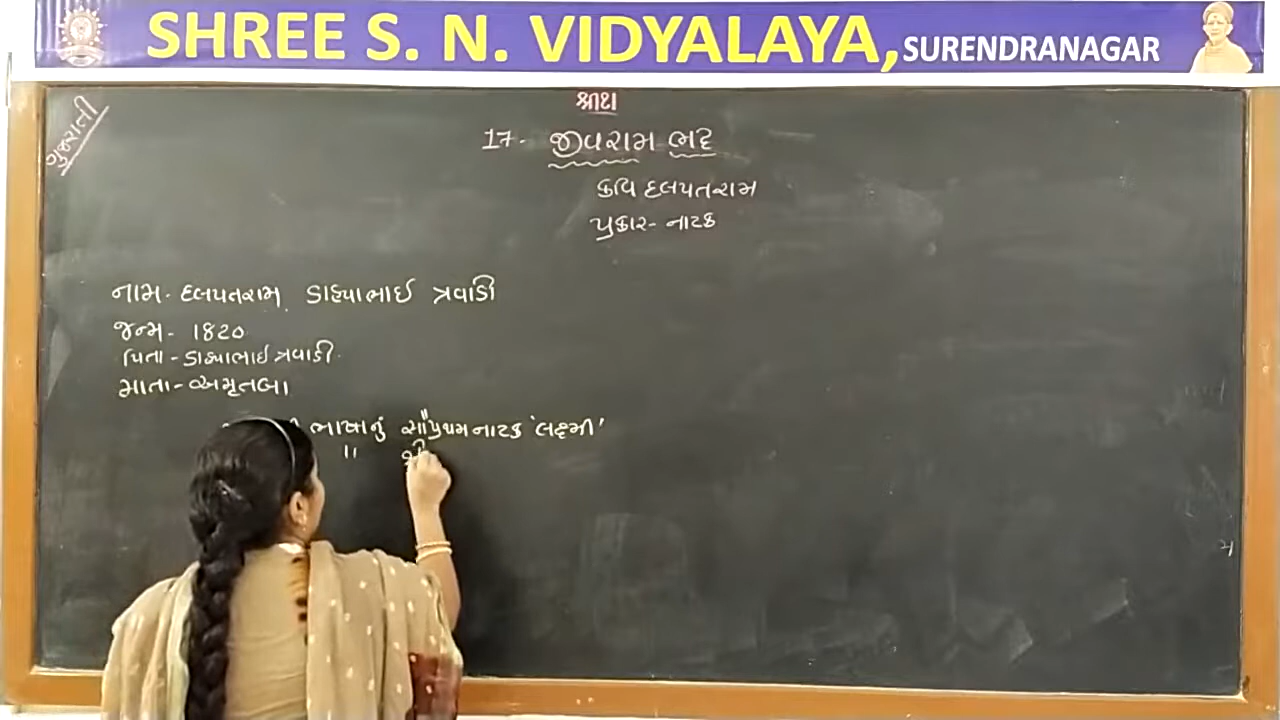 SHREE S. N. VIDYALAYA, SURENDRANAGAR
ગુજરાતી
શ્રીજી
17. જીવરામ ભટ્ટ
કવિ દલપતરામ
પ્રકાર - નાટક
નામ - દલપતરામ ડાહ્યાભાઈ ત્રવાડી
જન્મ - 1820
પિતા - ડાહ્યાભાઈ ત્રવાડી
માતા - અમૃતબા
ભાષાનું સૌપ્રથમ નાટક 'લક્ષ્મી'
"